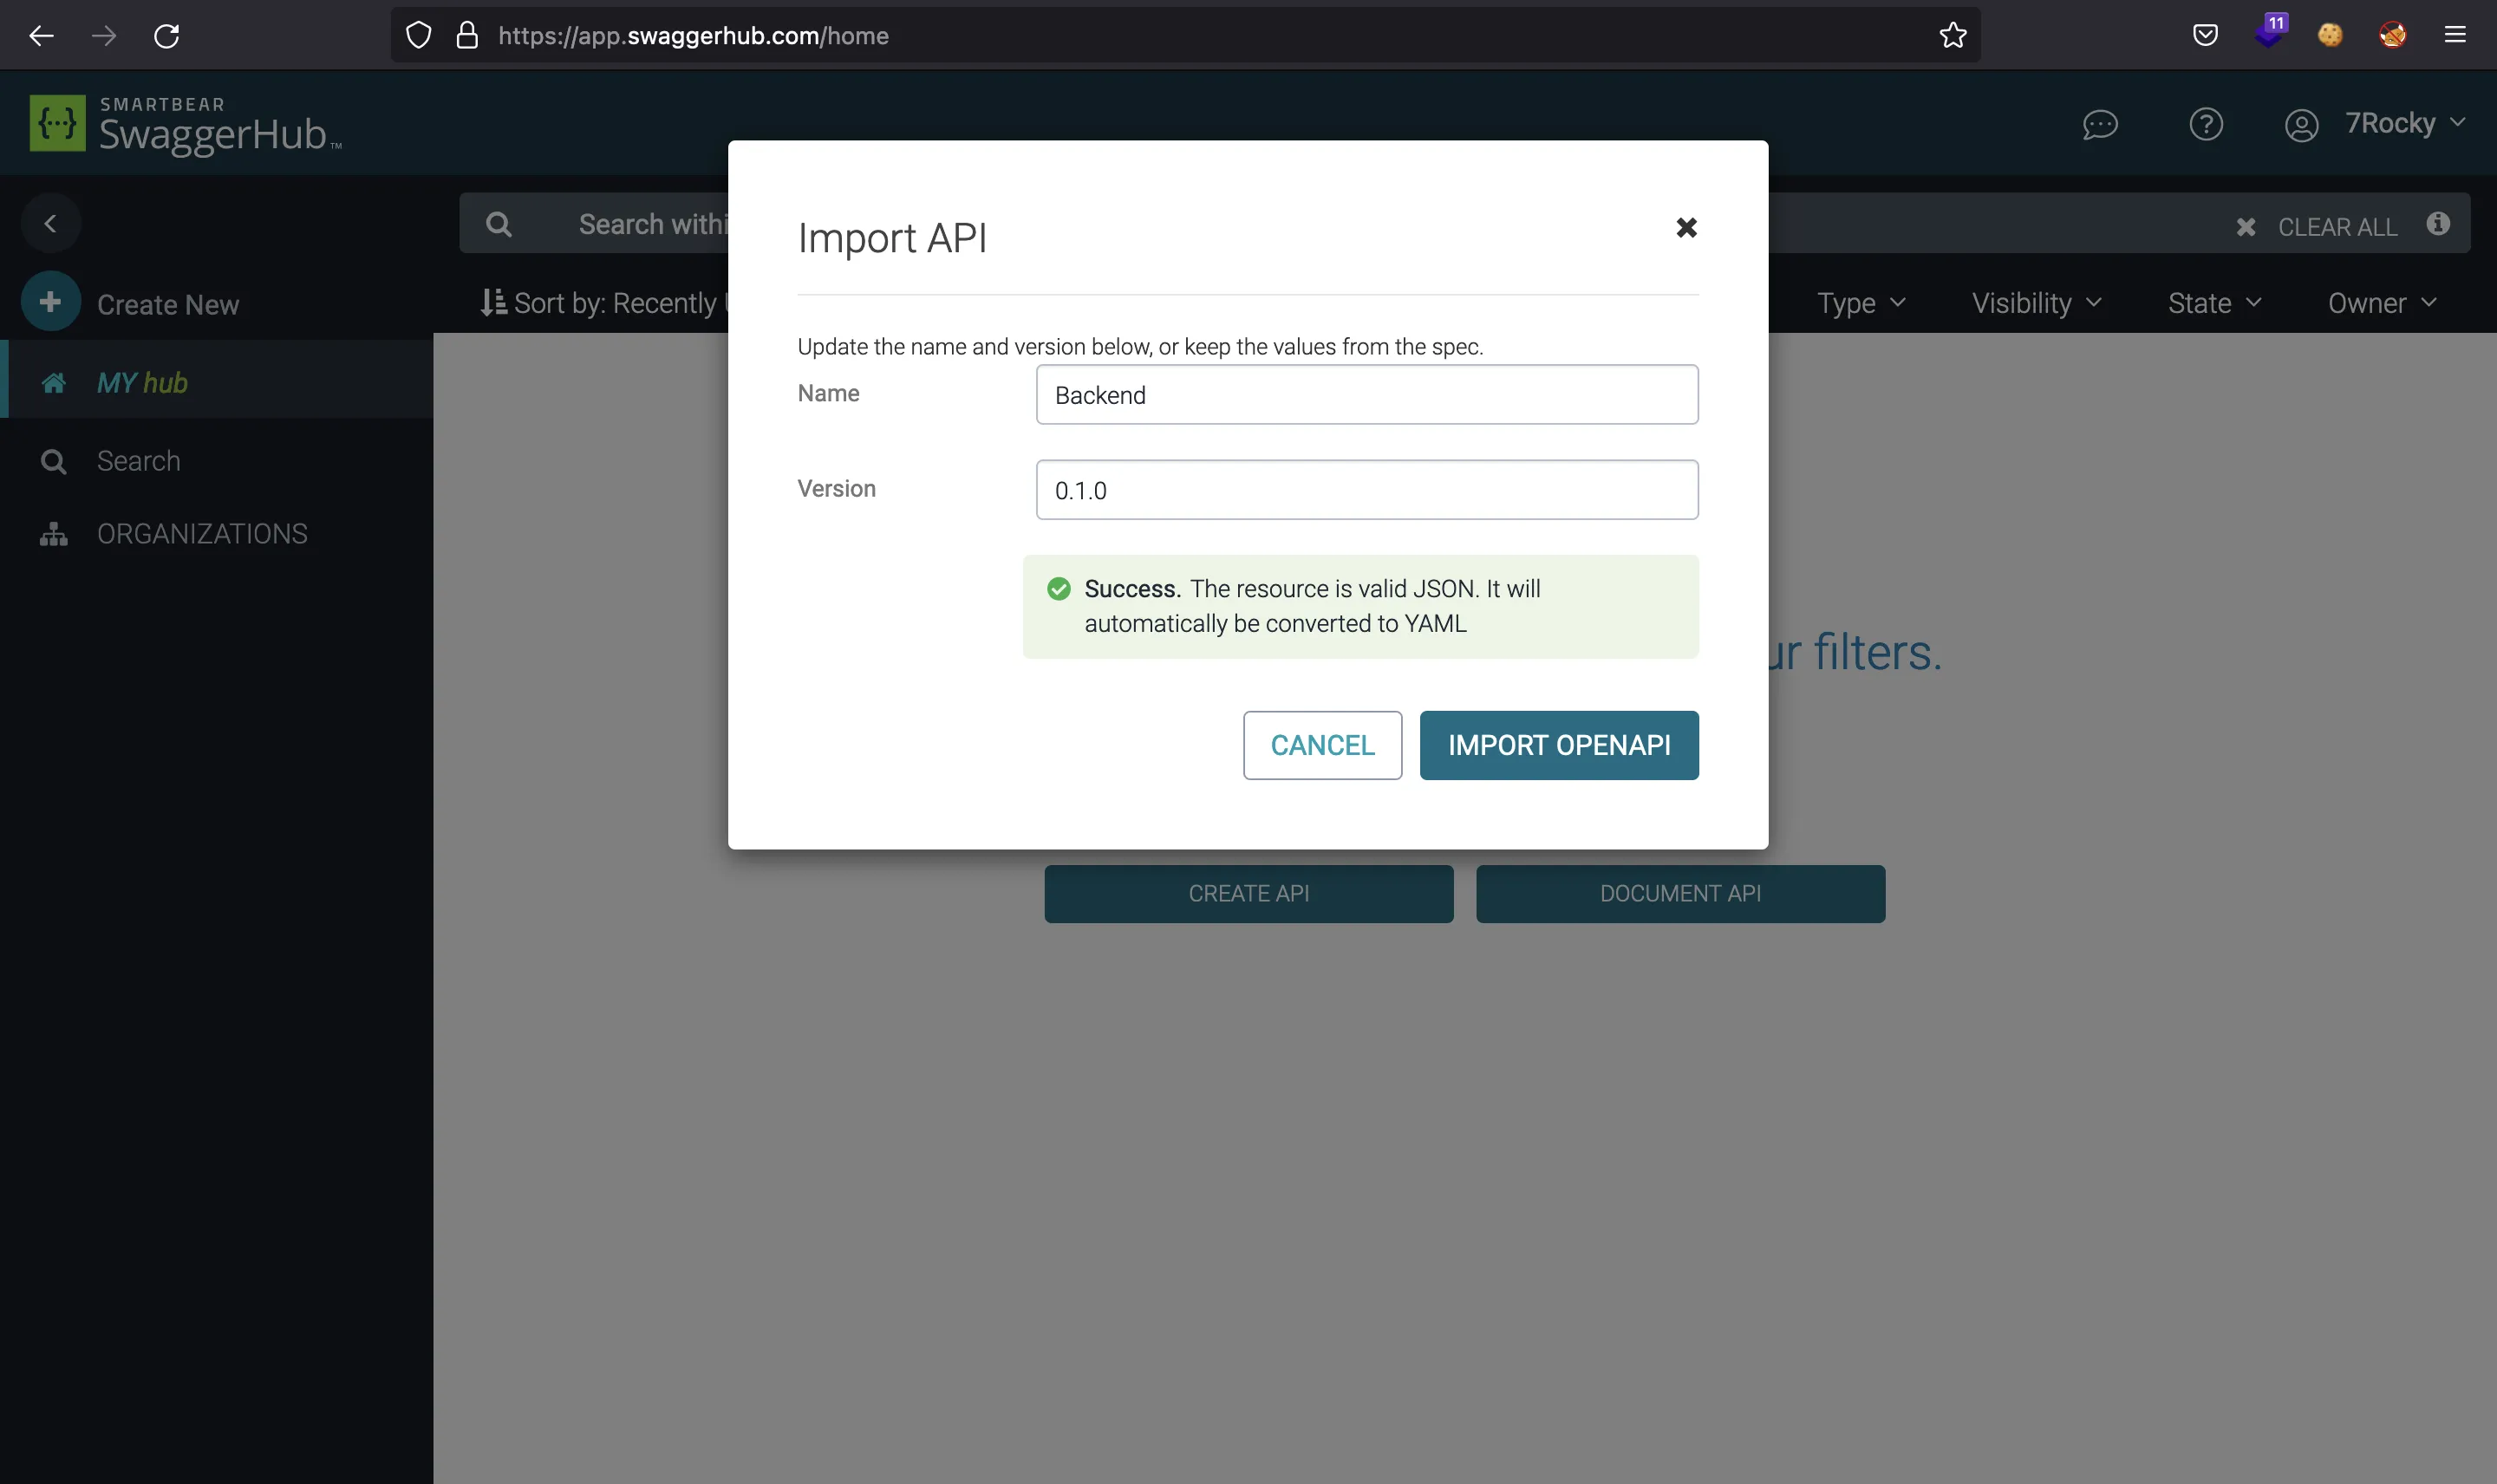 https://app.swaggerhub.com/home
11
SMARTBEAR
SwaggerHub™
7Rocky
Search withi
CLEAR ALL
Create New
Sort by: Recently
Type
Visibility
State
Owner
MY hub
Search
ORGANIZATIONS
Import API
Update the name and version below, or keep the values from the spec.
Name
Backend
Version
0.1.0
Success. The resource is valid JSON. It will
automatically be converted to YAML
ur filters.
CANCEL
IMPORT OPENAPI
CREATE API
DOCUMENT API